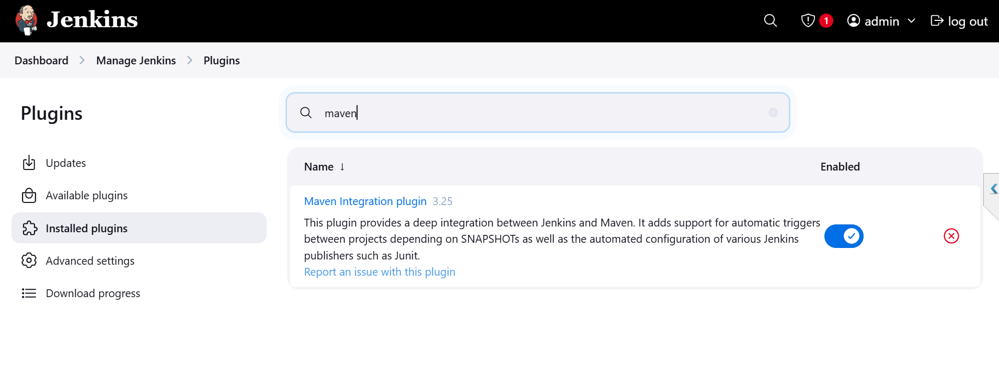 Jenkins
1
admin
log out
Dashboard
Manage Jenkins
Plugins
Plugins
Updates
Available plugins
Installed plugins
Advanced settings
Download progress
maven
Name ↓
Enabled
Maven Integration plugin 3.25
This plugin provides a deep integration between Jenkins and Maven. It adds support for automatic triggers
between projects depending on SNAPSHOTs as well as the automated configuration of various Jenkins
publishers such as Junit.
Report an issue with this plugin